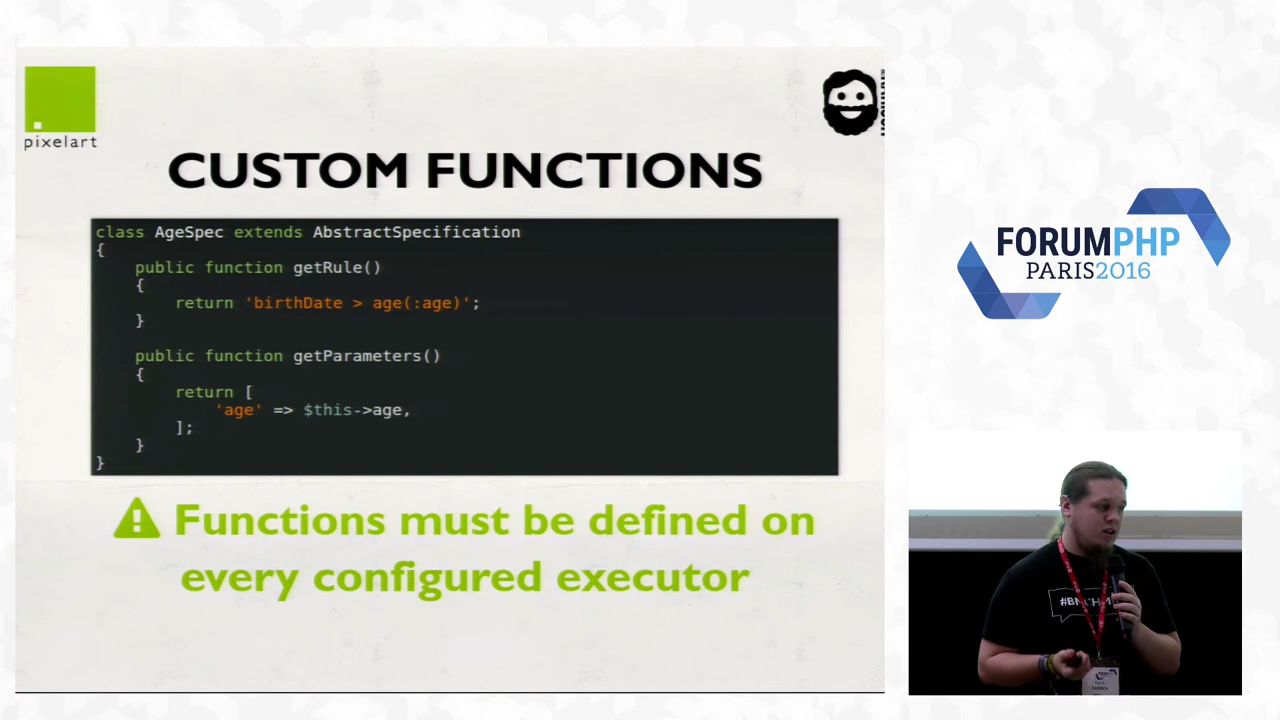 pixelart
CUSTOM FUNCTIONS
class AgeSpec extends AbstractSpecification
{
    public function getRule()
    {
        return 'birthDate > age(:age)';
    }

    public function getParameters()
    {
        return [
            'age' => $this->age,
        ];
    }
}
Functions must be defined on
every configured executor
FORUMPHP
PARIS2016